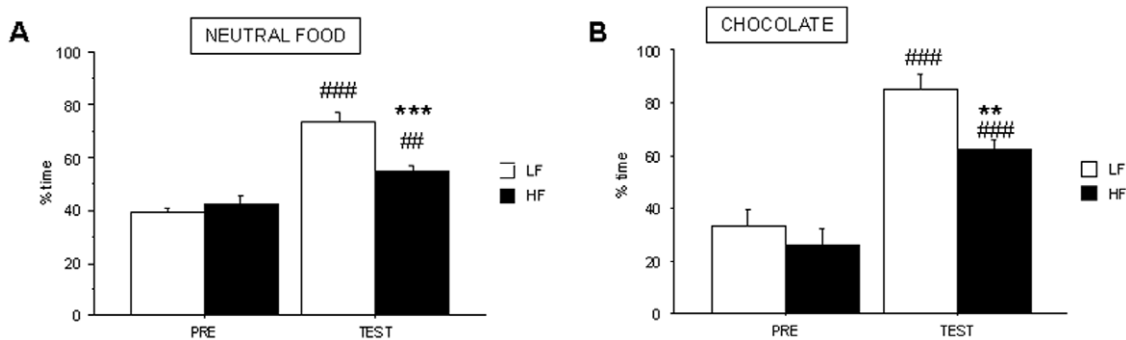 A
NEUTRAL FOOD
100
80
60
40
20
0
% time
###
***
##
LF
HF
PRE
TEST
B
CHOCOLATE
100
80
60
40
20
0
% time
###
**
###
LF
HF
PRE
TEST